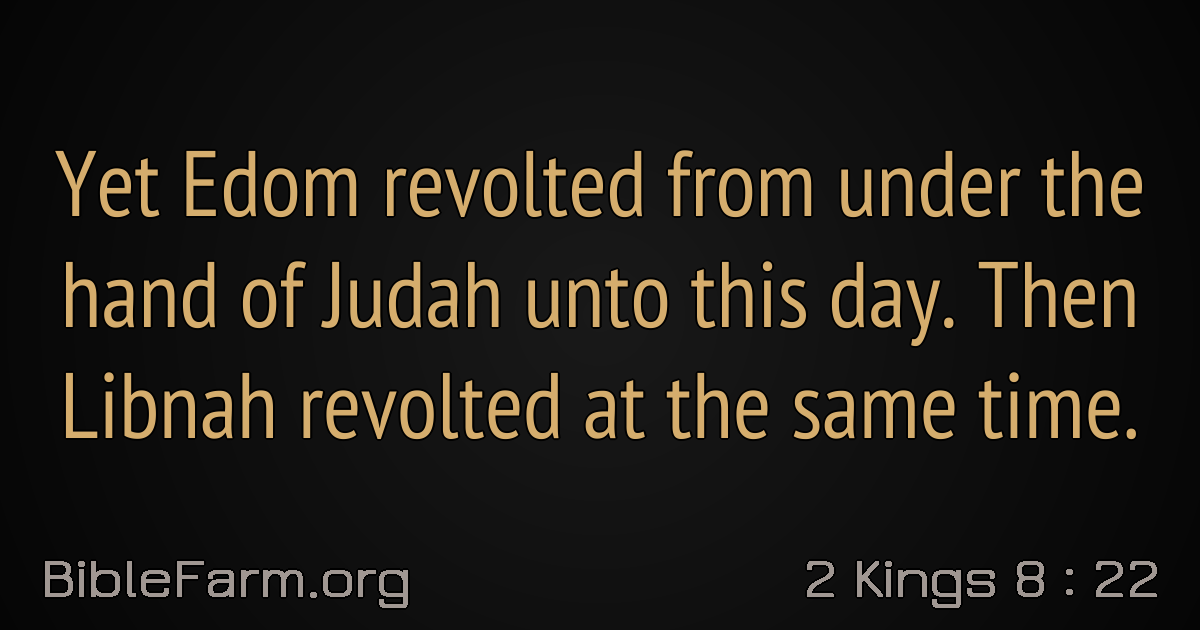 Yet Edom revolted from under the
hand of Judah unto this day. Then
Libnah revolted at the same time.
BibleFarm.org
2 Kings 8 : 22